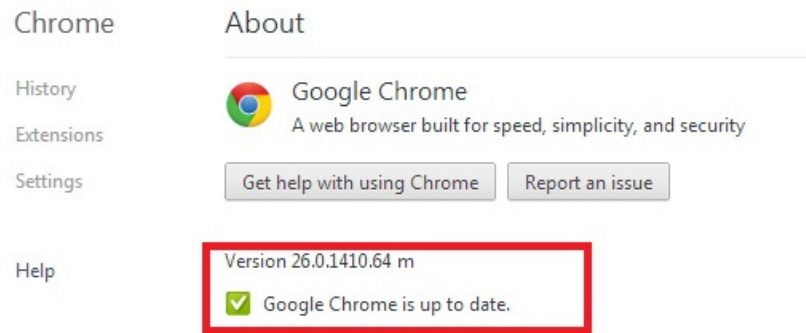 Chrome
About
History
Extensions
Settings
Help
Google Chrome
A web browser built for speed, simplicity, and security
Get help with using Chrome
Report an issue
Version 26.0.1410.64 m
Google Chrome is up to date.